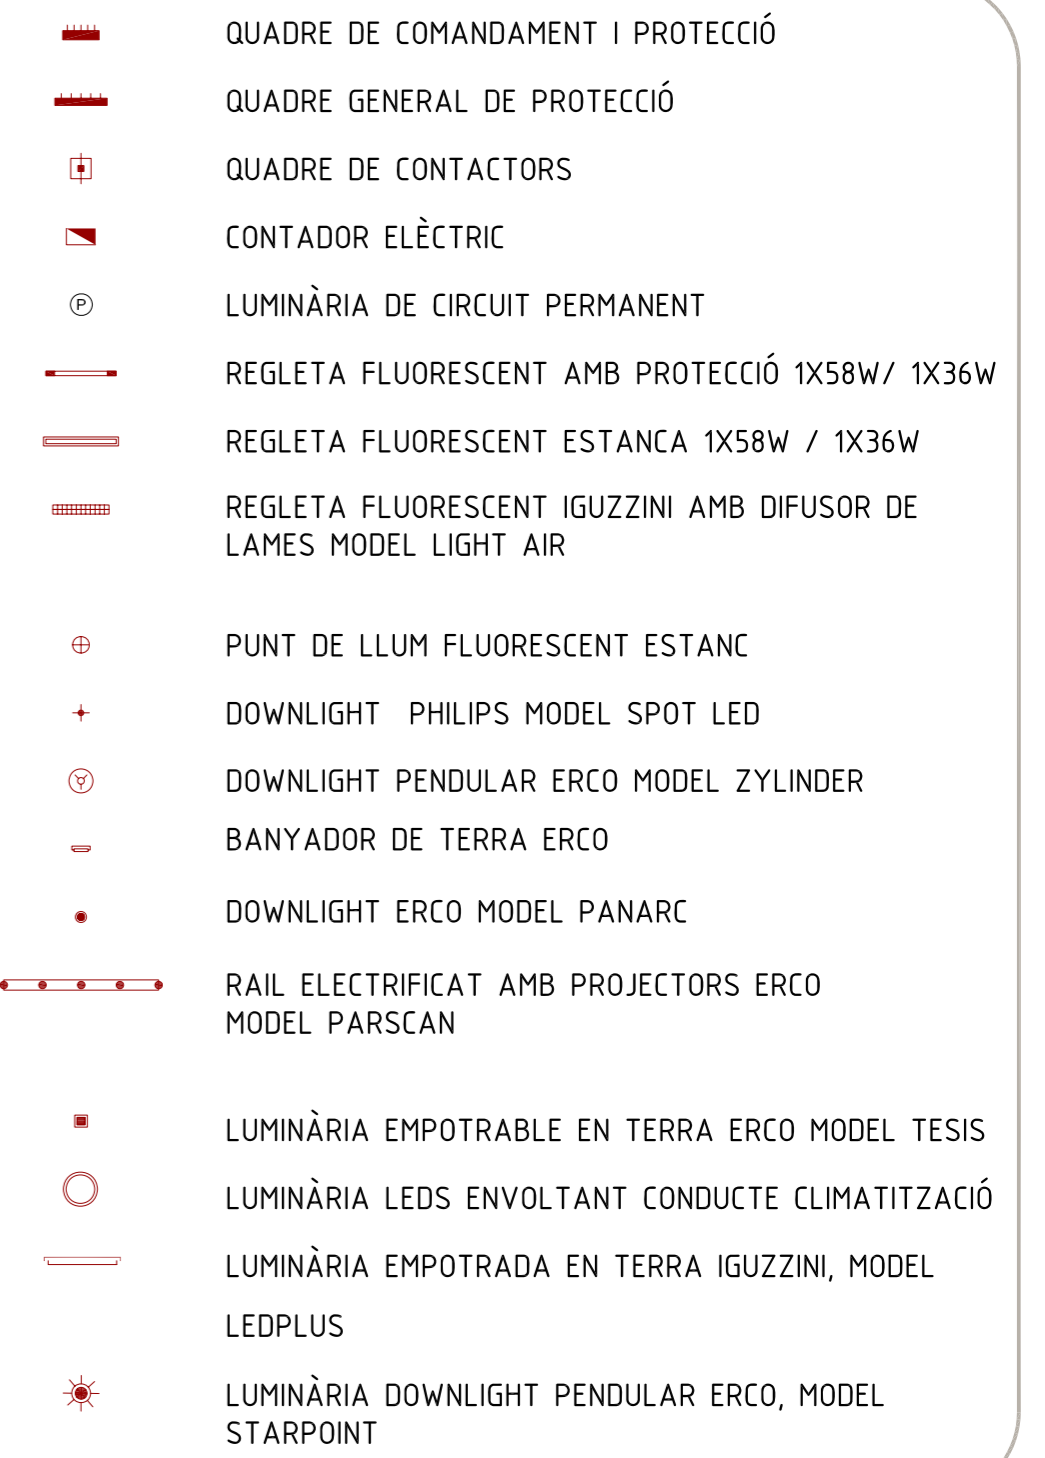 QUADRE DE COMANDAMENT I PROTECCIÓ
QUADRE GENERAL DE PROTECCIÓ
QUADRE DE CONTACTORS
CONTADOR ELÈCTRIC
P
LUMINÀRIA DE CIRCUIT PERMANENT
REGLETA FLUORESCENT AMB PROTECCIÓ 1X58W/ 1X36W
REGLETA FLUORESCENT ESTANCA 1X58W / 1X36W
REGLETA FLUORESCENT IGUZZINI AMB DIFUSOR DE
LAMES MODEL LIGHT AIR
PUNT DE LLUM FLUORESCENT ESTANC
DOWNLIGHT PHILIPS MODEL SPOT LED
DOWNLIGHT PENDULAR ERCO MODEL ZYLINDER
BANYADOR DE TERRA ERCO
DOWNLIGHT ERCO MODEL PANARC
RAIL ELECTRIFICAT AMB PROJECTORS ERCO
MODEL PARSCAN
LUMINÀRIA EMPOTRABLE EN TERRA ERCO MODEL TESIS
LUMINÀRIA LEDS ENVOLTANT CONDUCTE CLIMATITZACIÓ
LUMINÀRIA EMPOTRADA EN TERRA IGUZZINI, MODEL
LEDPLUS
LUMINÀRIA DOWNLIGHT PENDULAR ERCO, MODEL
STARPOINT